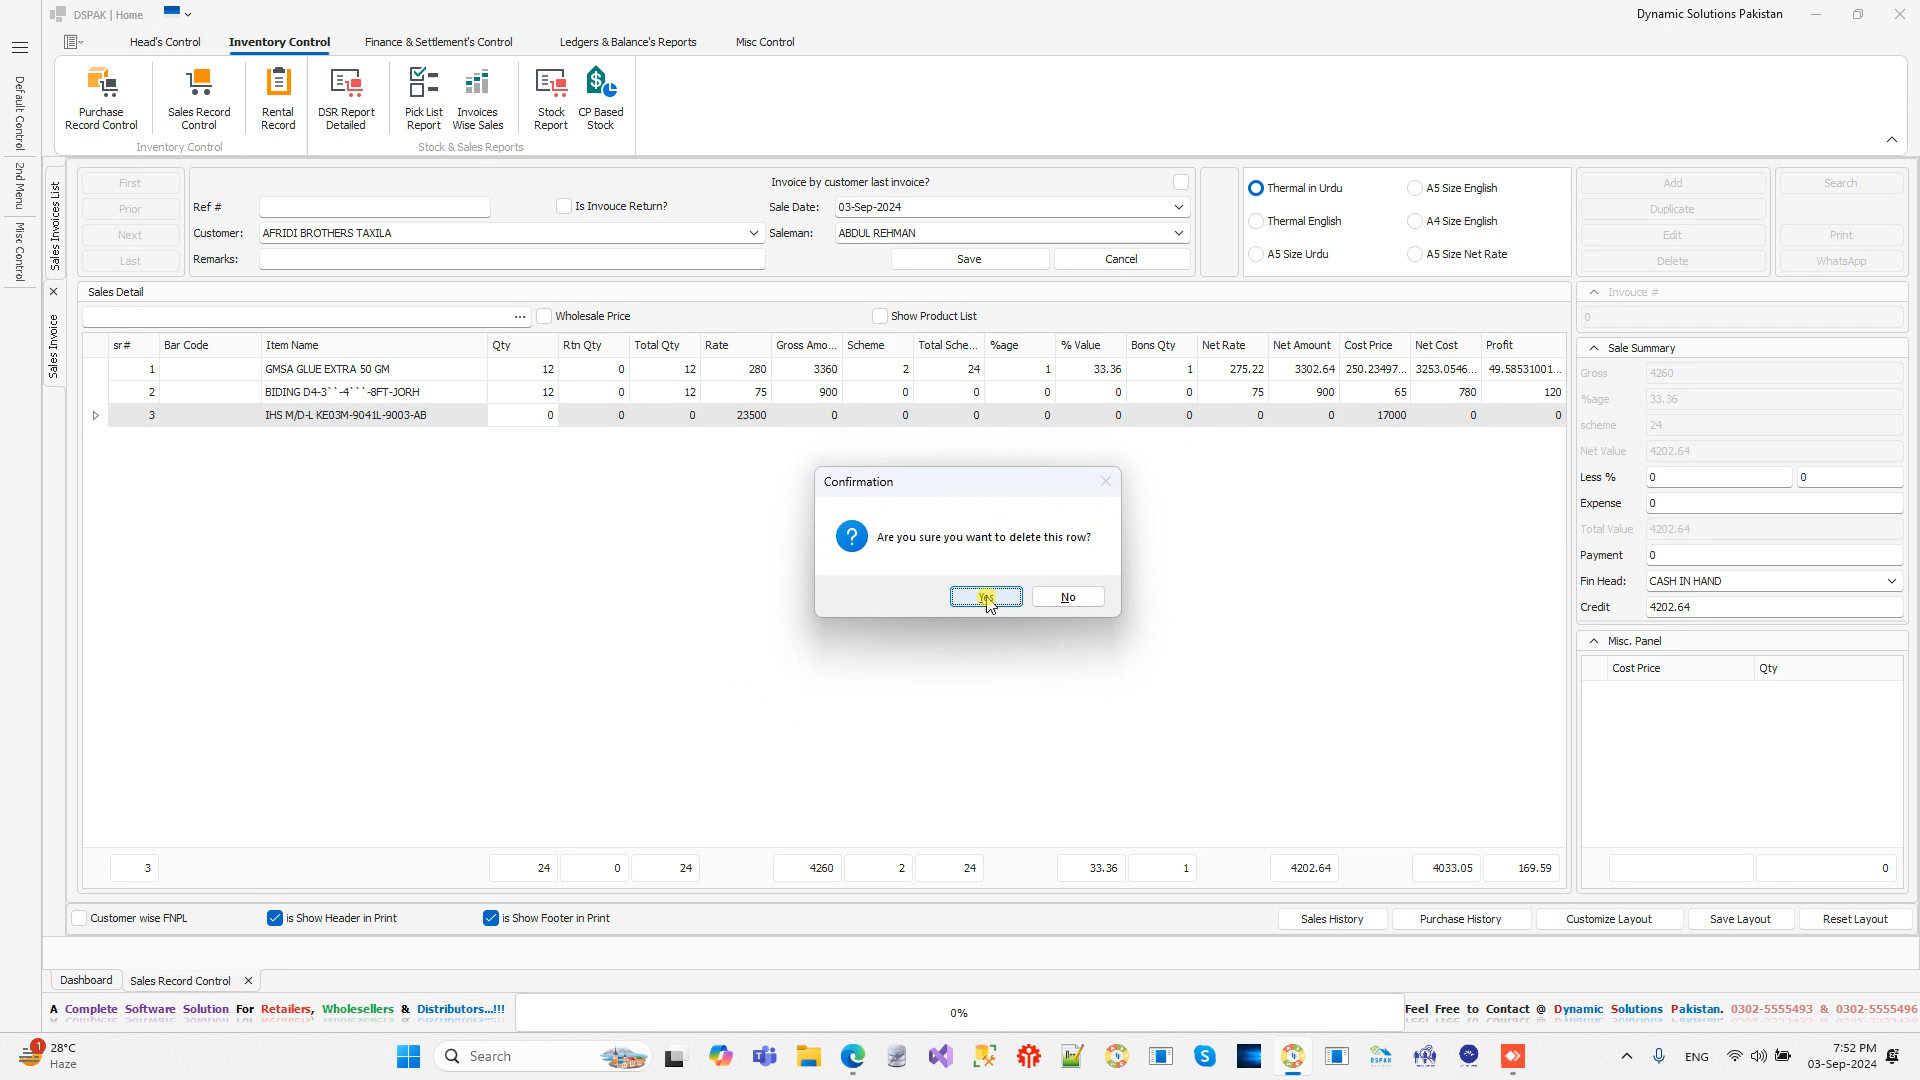 DSPAK | Home
Dynamic Solutions Pakistan
Head's Control
Inventory Control
Finance & Settlement's Control
Ledgers & Balance's Reports
Misc Control
Purchase Record Control
Sales Record Control
Rental Record
DSR Report Detailed
Pick List Report
Invoices Wise Sales
Stock Report
CP Based Stock
Inventory Control
Stock & Sales Reports
Default Control
2nd Menu
Misc Control
Sales Invoices List
Sales Invoice
First
Prior
Next
Last
Invoice by customer last invoice?
Ref #
Is Invouce Return?
Sale Date: 03-Sep-2024
Customer: AFRIDI BROTHERS TAXILA
Saleman: ABDUL REHMAN
Remarks:
Save
Cancel
Thermal in Urdu
A5 Size English
Thermal English
A4 Size English
A5 Size Urdu
A5 Size Net Rate
Add
Duplicate
Edit
Delete
Search
Print
WhatsApp
Sales Detail
Wholesale Price
Show Product List
sr# Bar Code Item Name Qty Rtn Qty Total Qty Rate Gross Amo... Scheme Total Sche... %age % Value Bons Qty Net Rate Net Amount Cost Price Net Cost Profit
1 GMSA GLUE EXTRA 50 GM 12 0 12 280 3360 2 24 1 33.36 1 275.22 3302.64 250.23497... 3253.0546... 49.58531001...
2 BIDING D4-3``-4```-8FT-JORH 12 0 12 75 900 0 0 0 0 0 75 900 65 780 120
3 IHS M/D-L KE03M-9041L-9003-AB 0 0 0 23500 0 0 0 0 0 0 0 0 17000 0 0
Confirmation
Are you sure you want to delete this row?
Yes
No
3 24 0 24 4260 2 24 33.36 1 4202.64 4033.05 169.59
Invouce #
0
Sale Summary
Gross 4260
%age 33.36
scheme 24
Net Value 4202.64
Less % 0 0
Expense 0
Total Value 4202.64
Payment 0
Fin Head: CASH IN HAND
Credit 4202.64
Misc. Panel
Cost Price Qty
0
Customer wise FNPL
is Show Header in Print
is Show Footer in Print
Sales History
Purchase History
Customize Layout
Save Layout
Reset Layout
Dashboard
Sales Record Control
A Complete Software Solution For Retailers, Wholesellers & Distributors...!!!
0%
Feel Free to Contact @ Dynamic Solutions Pakistan. 0302-5555493 & 0302-5555496
1
28°C
Haze
Search
DSPAK
ENG
7:52 PM
03-Sep-2024